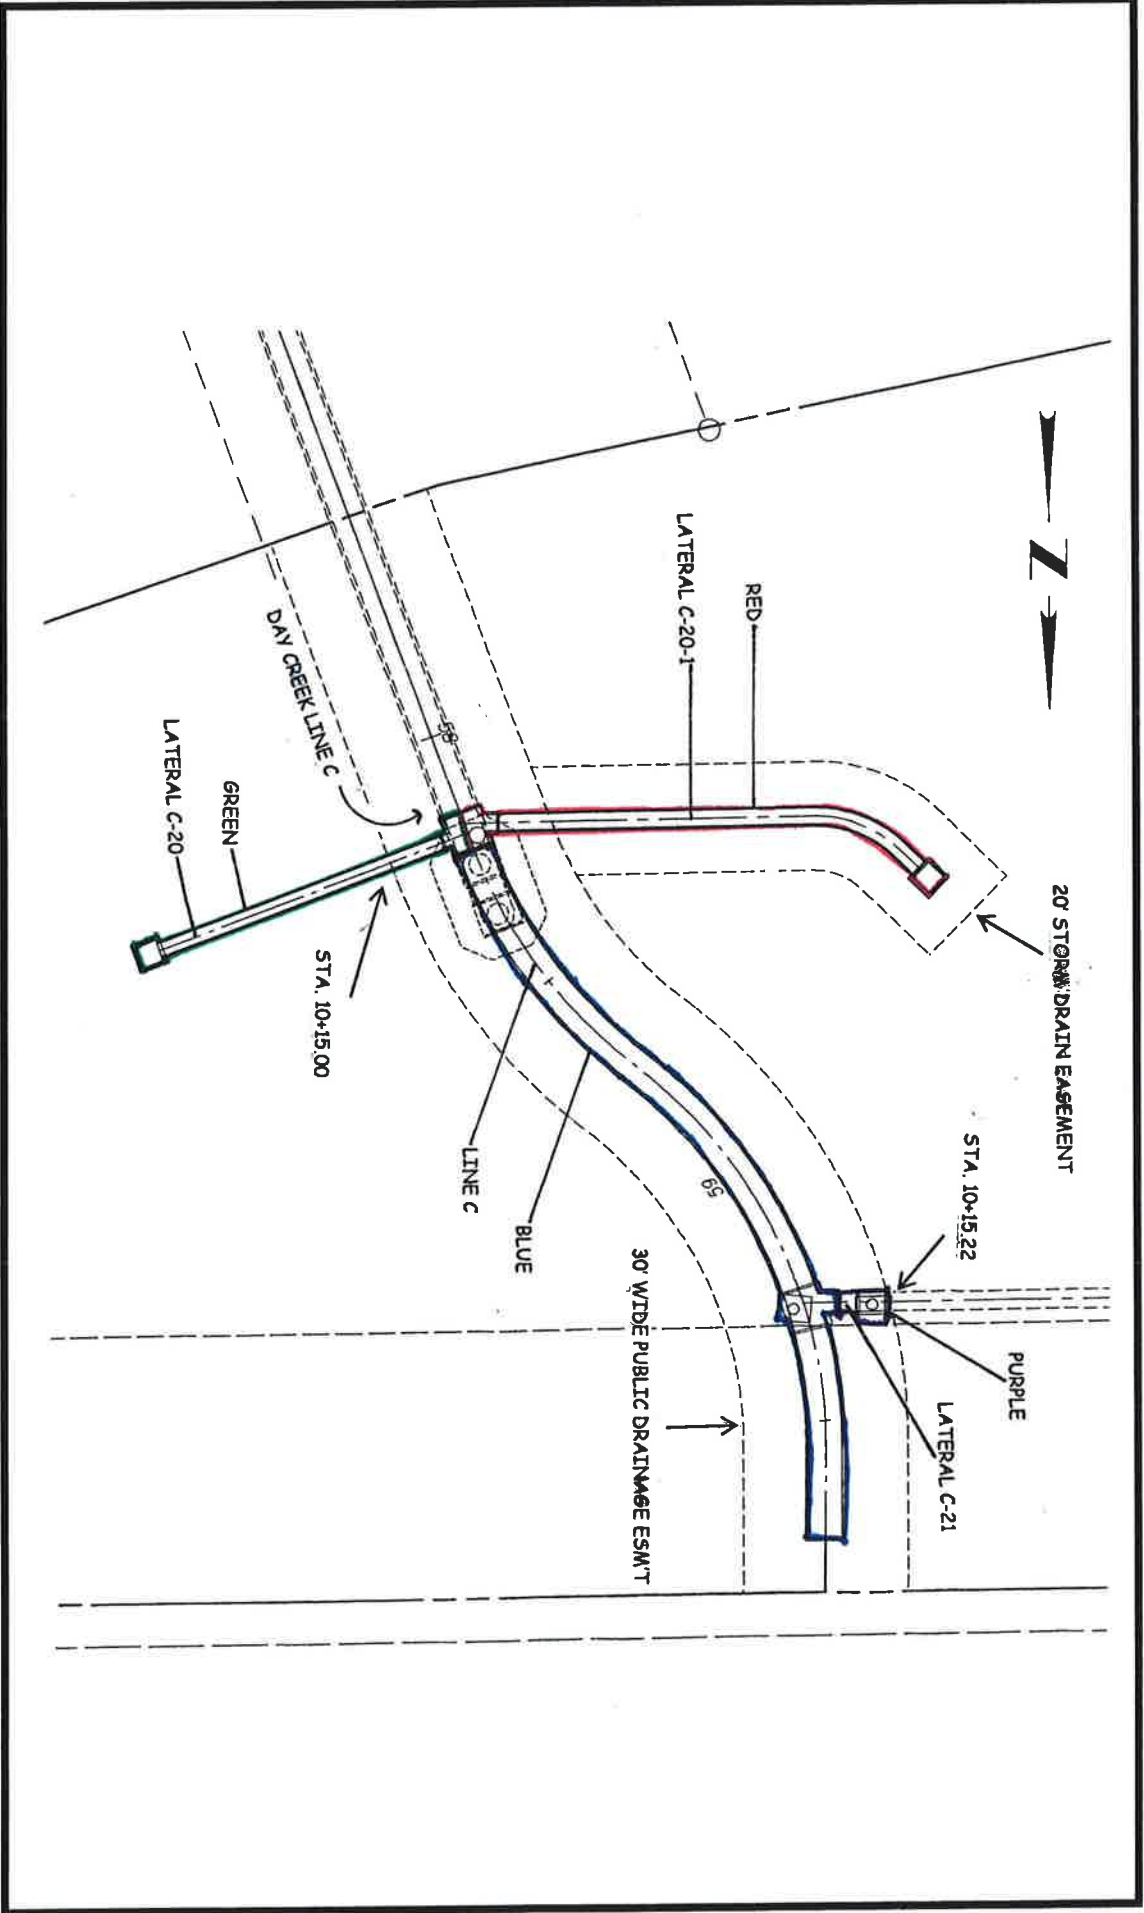 N
RED
LATERAL C-20-1
20' STORM DRAIN EASEMENT
DAY CREEK LINE C
58
LATERAL C-20
GREEN
STA. 10+15.00
STA. 10+15.22
LINE C
BLUE
59
30' WIDE PUBLIC DRAINAGE ESM'T
PURPLE
LATERAL C-21